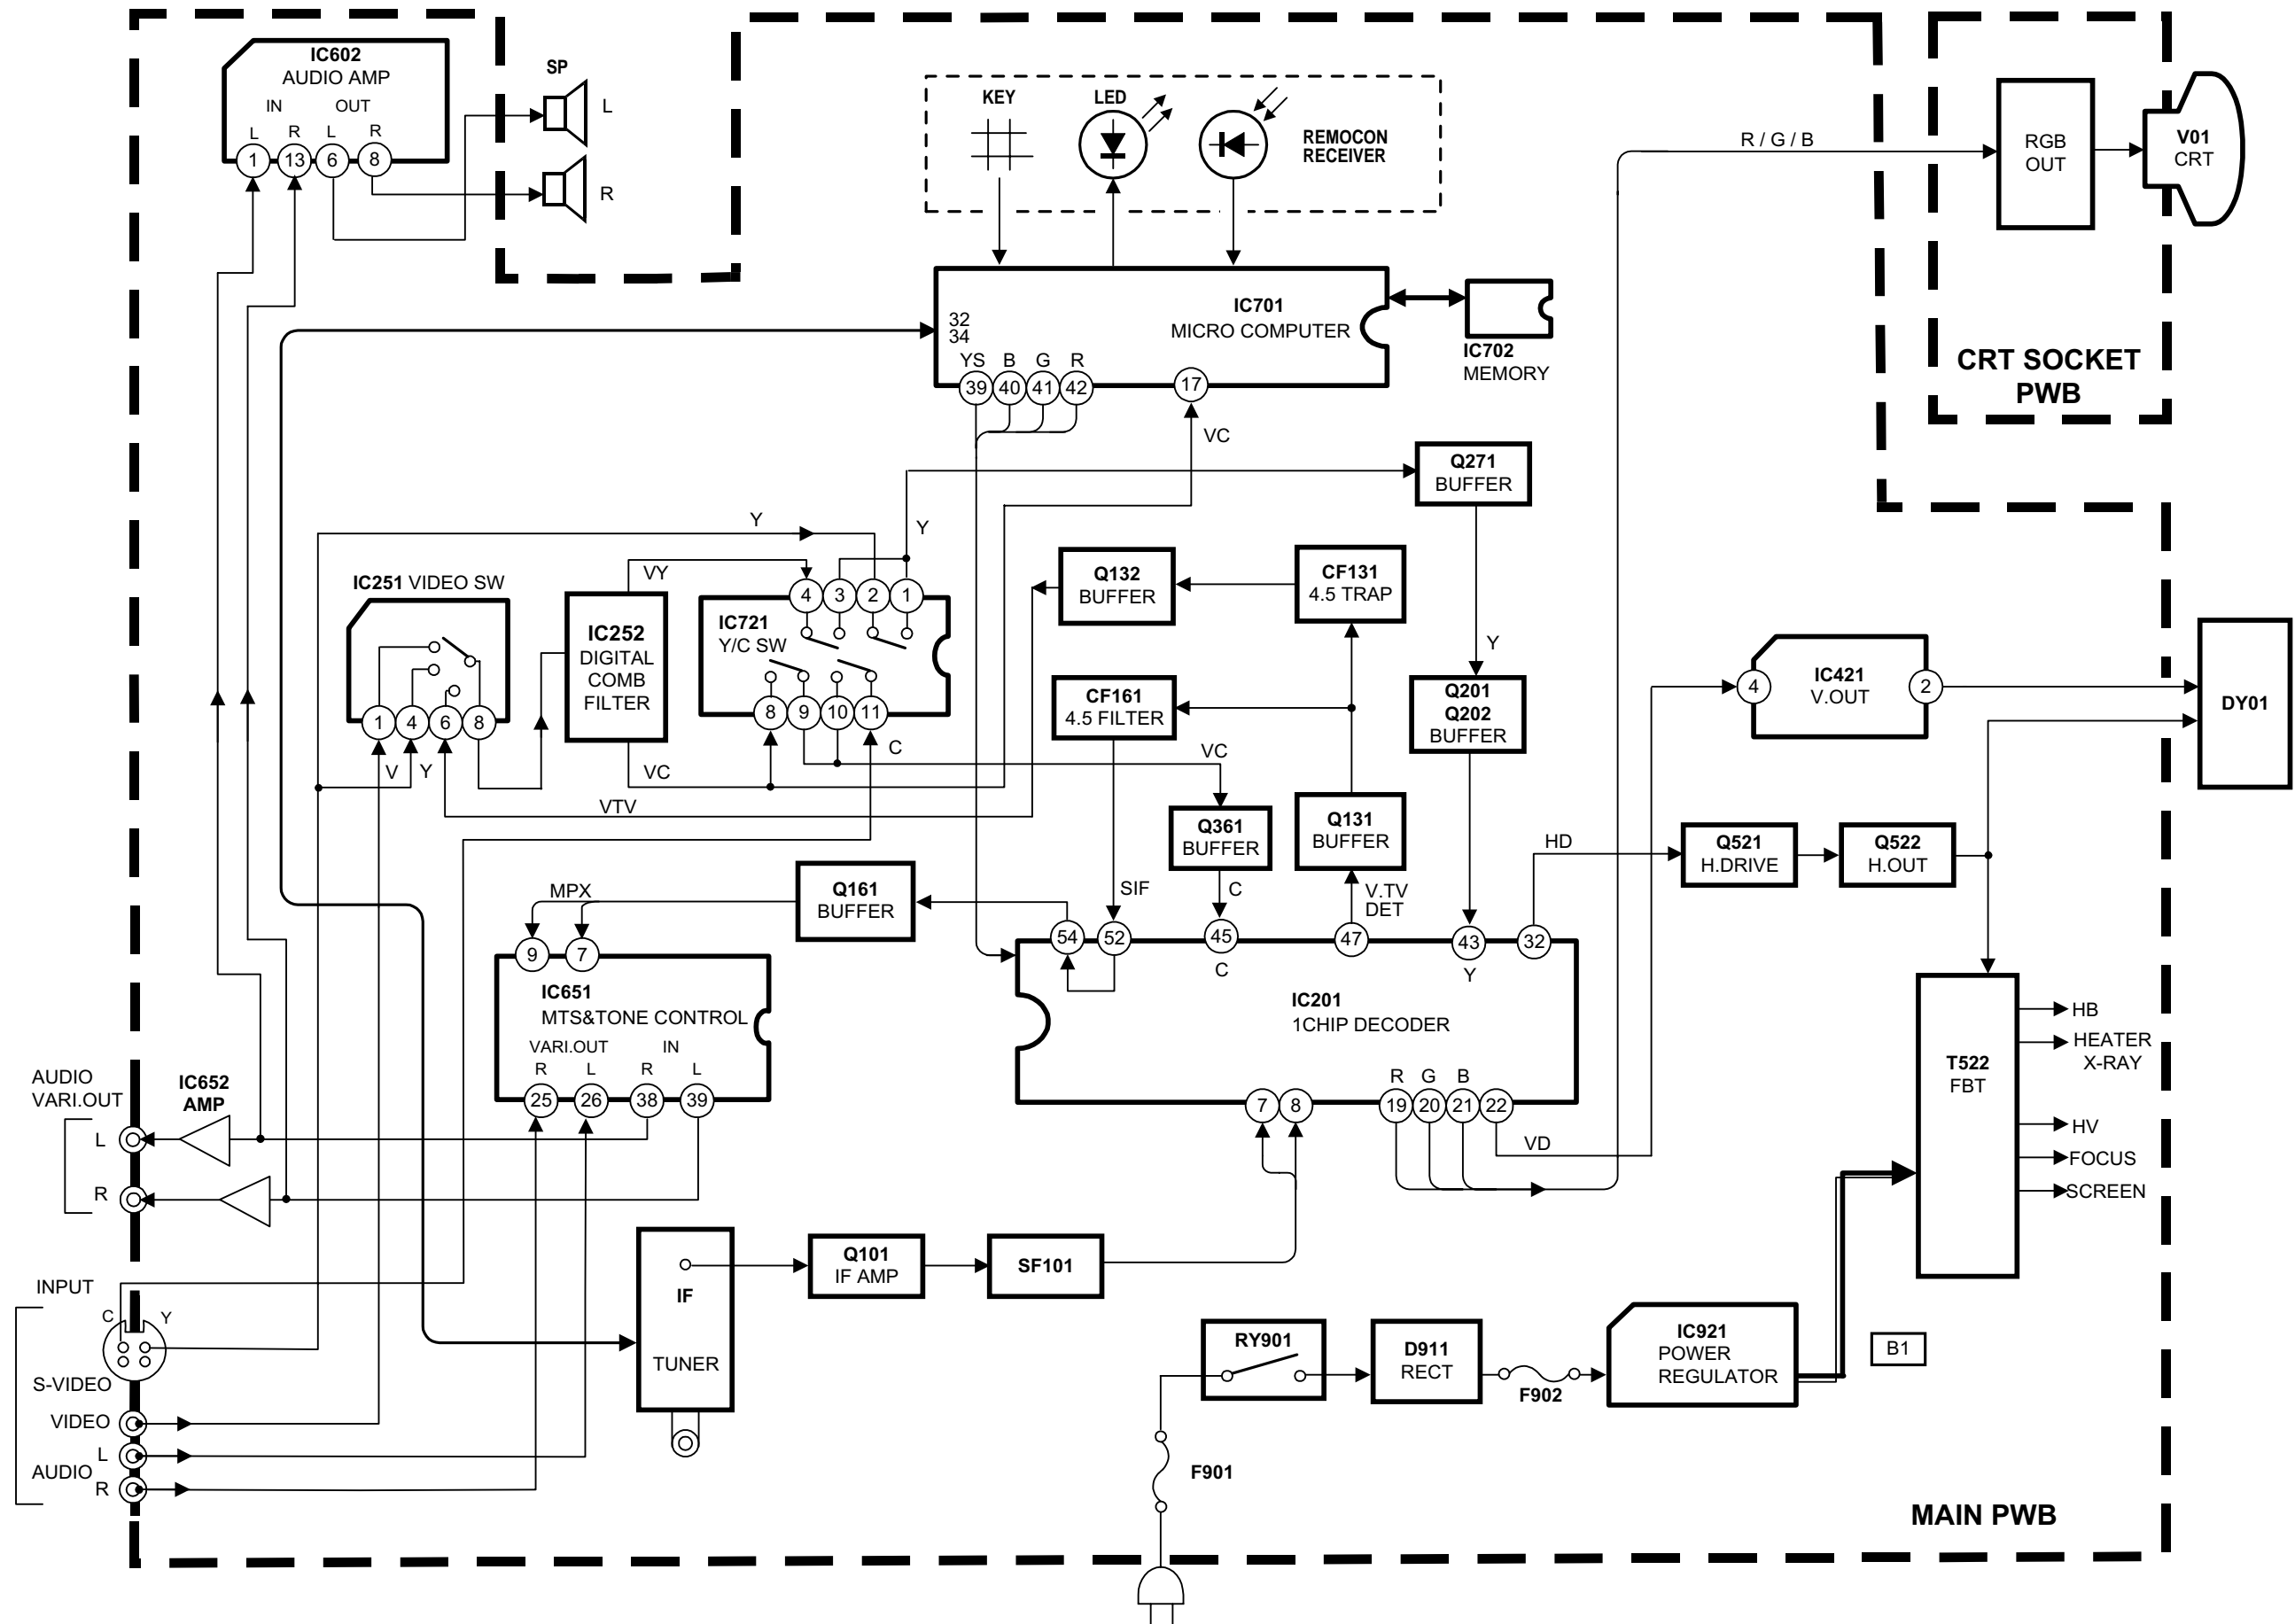 IC602
AUDIO AMP
IN OUT
L R L R
1 13 6 8
SP
L
R
KEY LED
REMOCON
RECEIVER
R / G / B
RGB
OUT
V01
CRT
CRT SOCKET
PWB
IC701
MICRO COMPUTER
32
34
YS B G R
39 40 41 42 17
IC702
MEMORY
VC
Q271
BUFFER
Y
Y
VY
IC251 VIDEO SW
1 4 6 8
V Y
IC252
DIGITAL
COMB
FILTER
VC
4 3 2 1
IC721
Y/C SW
8 9 10 11
C
VC
VTV
Q132
BUFFER
CF131
4.5 TRAP
CF161
4.5 FILTER
Y
Q201
Q202
BUFFER
4 2
IC421
V.OUT
DY01
Q361
BUFFER
Q131
BUFFER
HD
Q521
H.DRIVE
Q522
H.OUT
MPX
Q161
BUFFER
SIF
C
V.TV
DET
9 7
IC651
MTS&TONE CONTROL
VARI.OUT IN
R L R L
25 26 38 39
54 52 45 47 43 32
C Y
IC201
1CHIP DECODER
R G B
7 8 19 20 21 22
VD
T522
FBT
HB
HEATER
X-RAY
HV
FOCUS
SCREEN
AUDIO
VARI.OUT
L
R
IC652
AMP
IF
TUNER
Q101
IF AMP
SF101
INPUT
C Y
S-VIDEO
VIDEO
L
AUDIO
R
RY901
D911
RECT
F902
IC921
POWER
REGULATOR
B1
F901
MAIN PWB